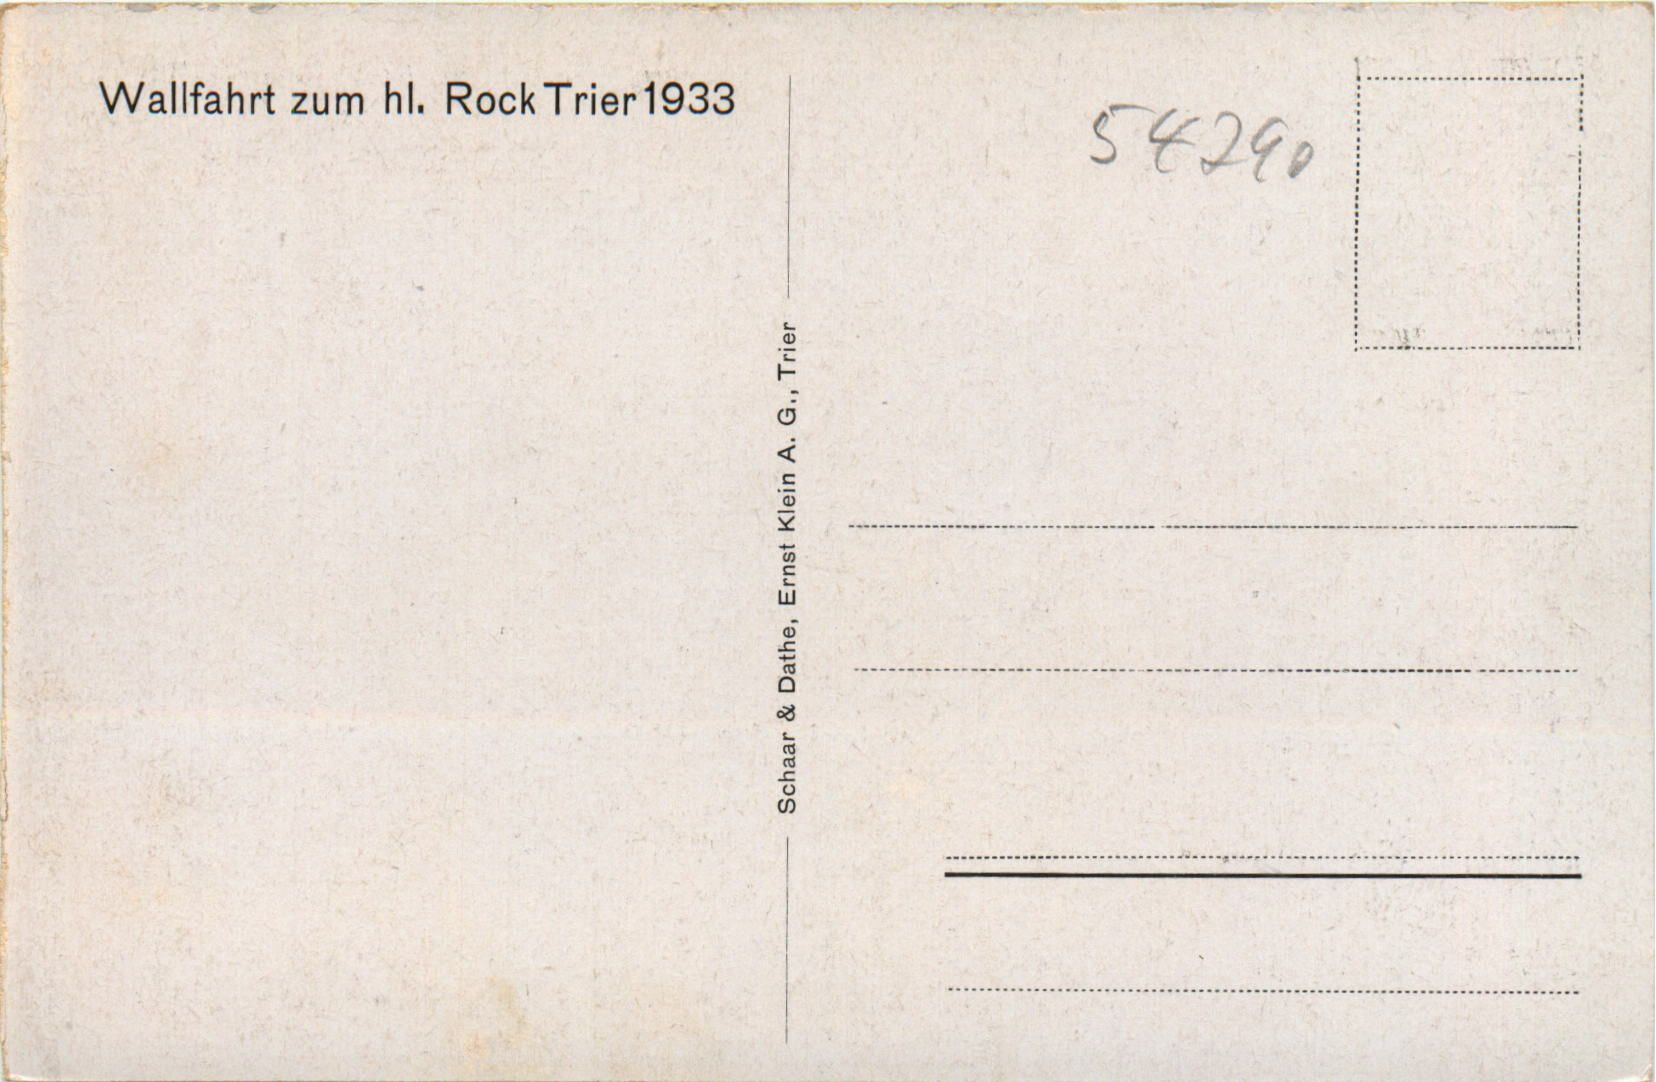 Wallfahrt zum hl. Rock Trier 1933
54290
Schaar & Dathe, Ernst Klein A. G., Trier